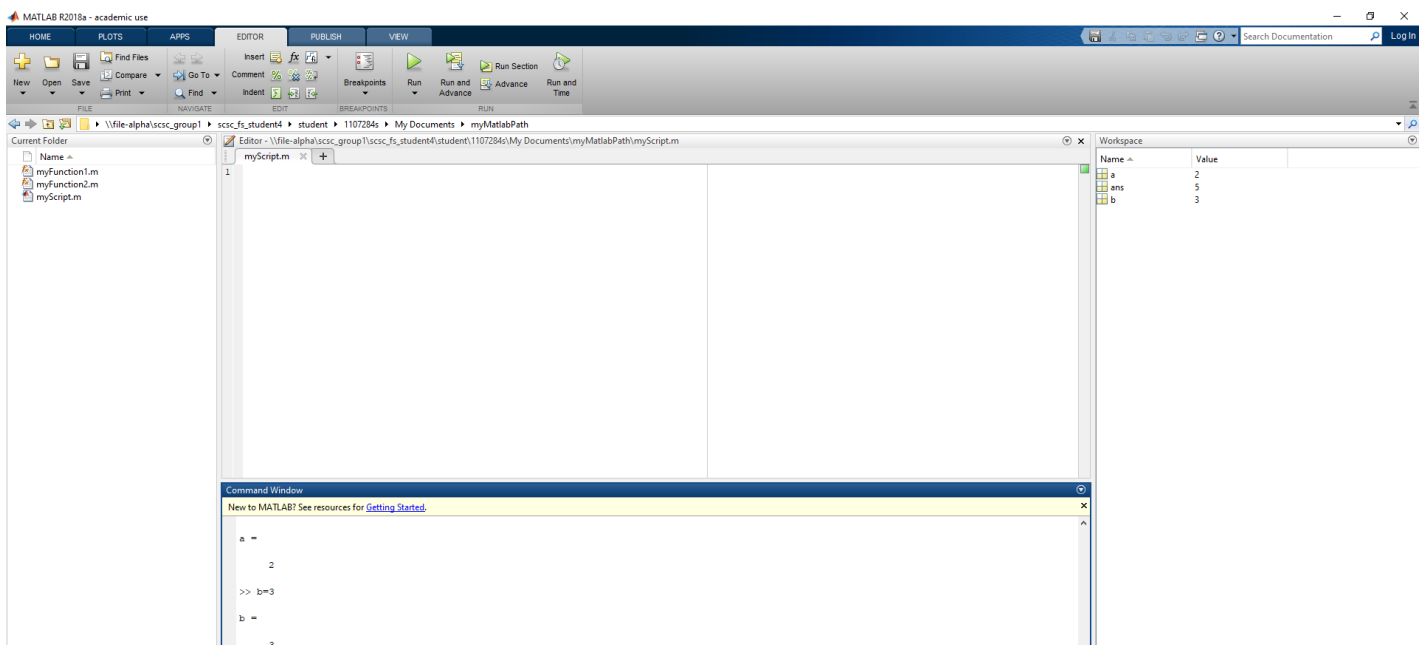 MATLAB R2018a - academic use
HOME PLOTS APPS EDITOR PUBLISH VIEW Search Documentation Log In
New Open Save Find Files Compare Print Go To Find Insert fx Comment Indent Breakpoints Run Run and Advance Run Section Advance Run and Time
FILE NAVIGATE EDIT BREAKPOINTS RUN
\\file-alpha\scsc_group1 scsc_fs_student4 student 1107284s My Documents myMatlabPath
Current Folder
Name
myFunction1.m
myFunction2.m
myScript.m
Editor - \\file-alpha\scsc_group1\scsc_fs_student4\student\1107284s\My Documents\myMatlabPath\myScript.m
myScript.m +
1
Command Window
New to MATLAB? See resources for Getting Started.
a =
2
>> b=3
b =
3
Workspace
Name Value
a 2
ans 5
b 3